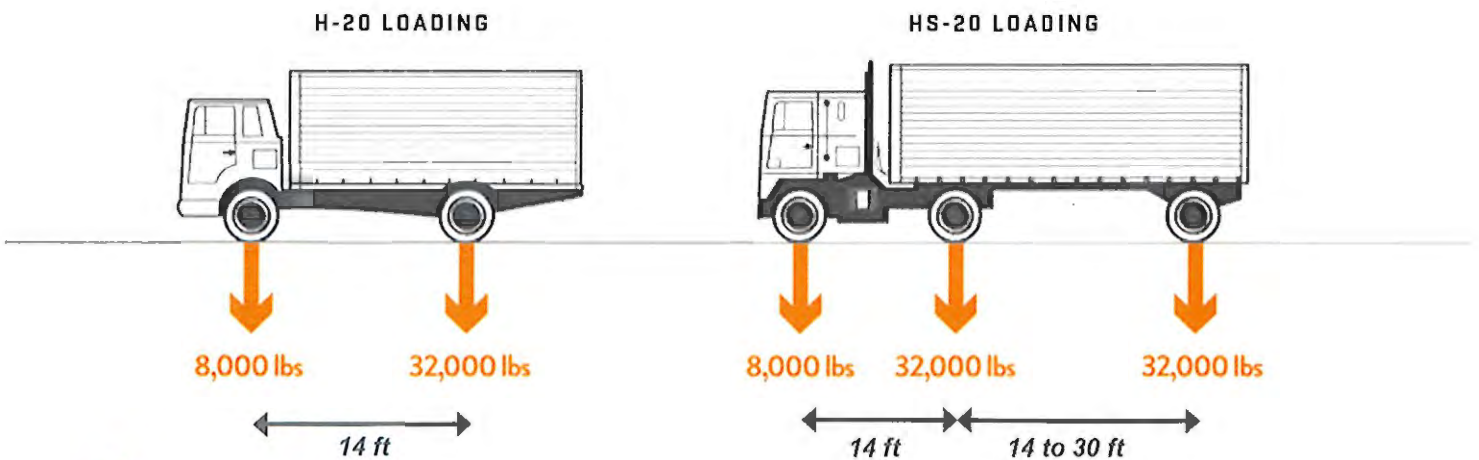 H-20 LOADING
HS-20 LOADING
8,000 lbs
32,000 lbs
8,000 lbs
32,000 lbs
32,000 lbs
14 ft
14 ft
14 to 30 ft